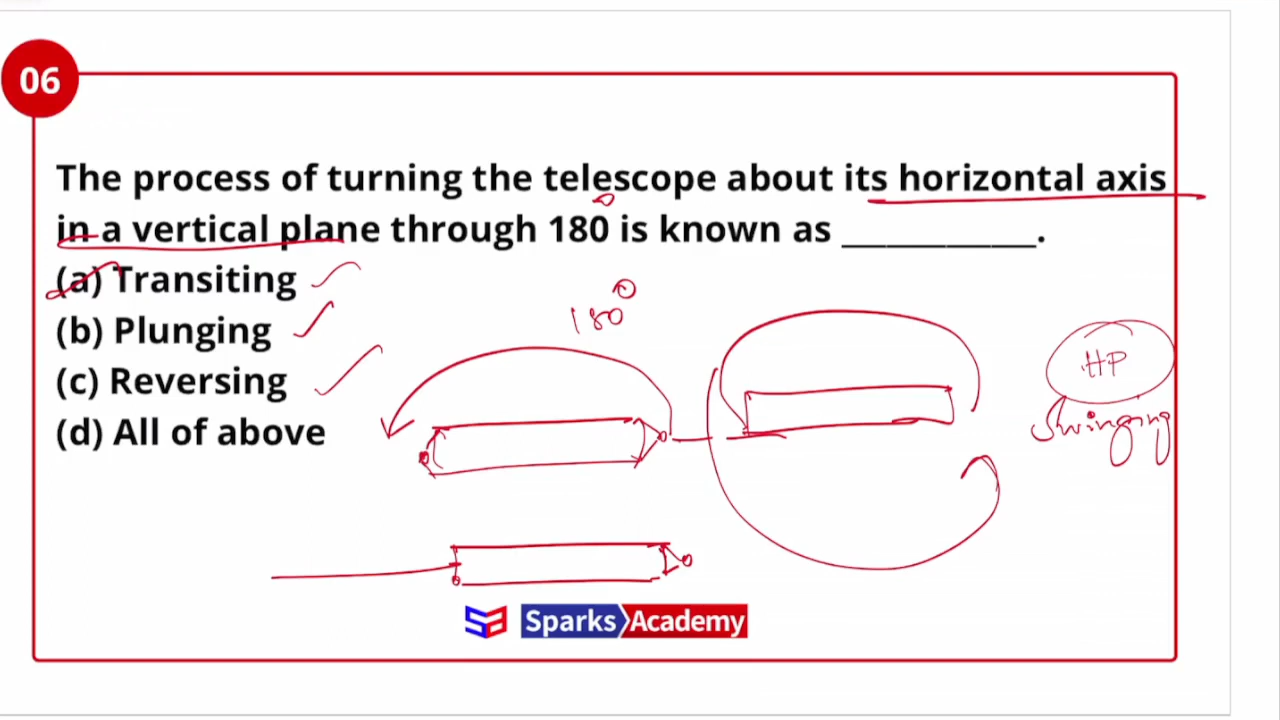 06
The process of turning the telescope about its horizontal axis
in a vertical plane through 180 is known as ___________.
(a) Transiting
(b) Plunging
(c) Reversing
(d) All of above
180
HP
Swinging
Sparks Academy